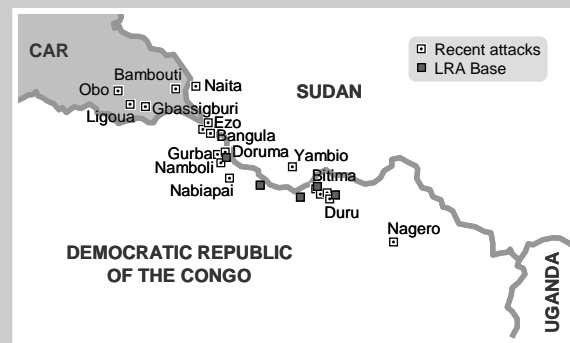 CAR
Recent attacks
LRA Base
Bambouti
Obo
Naita
SUDAN
Ligoua
Gbassigburi
Ezo
Bangula
Gurba
Doruma
Namboli
Yambio
Nabiapai
Bitima
Duru
Nagero
DEMOCRATIC REPUBLIC
OF THE CONGO
UGANDA